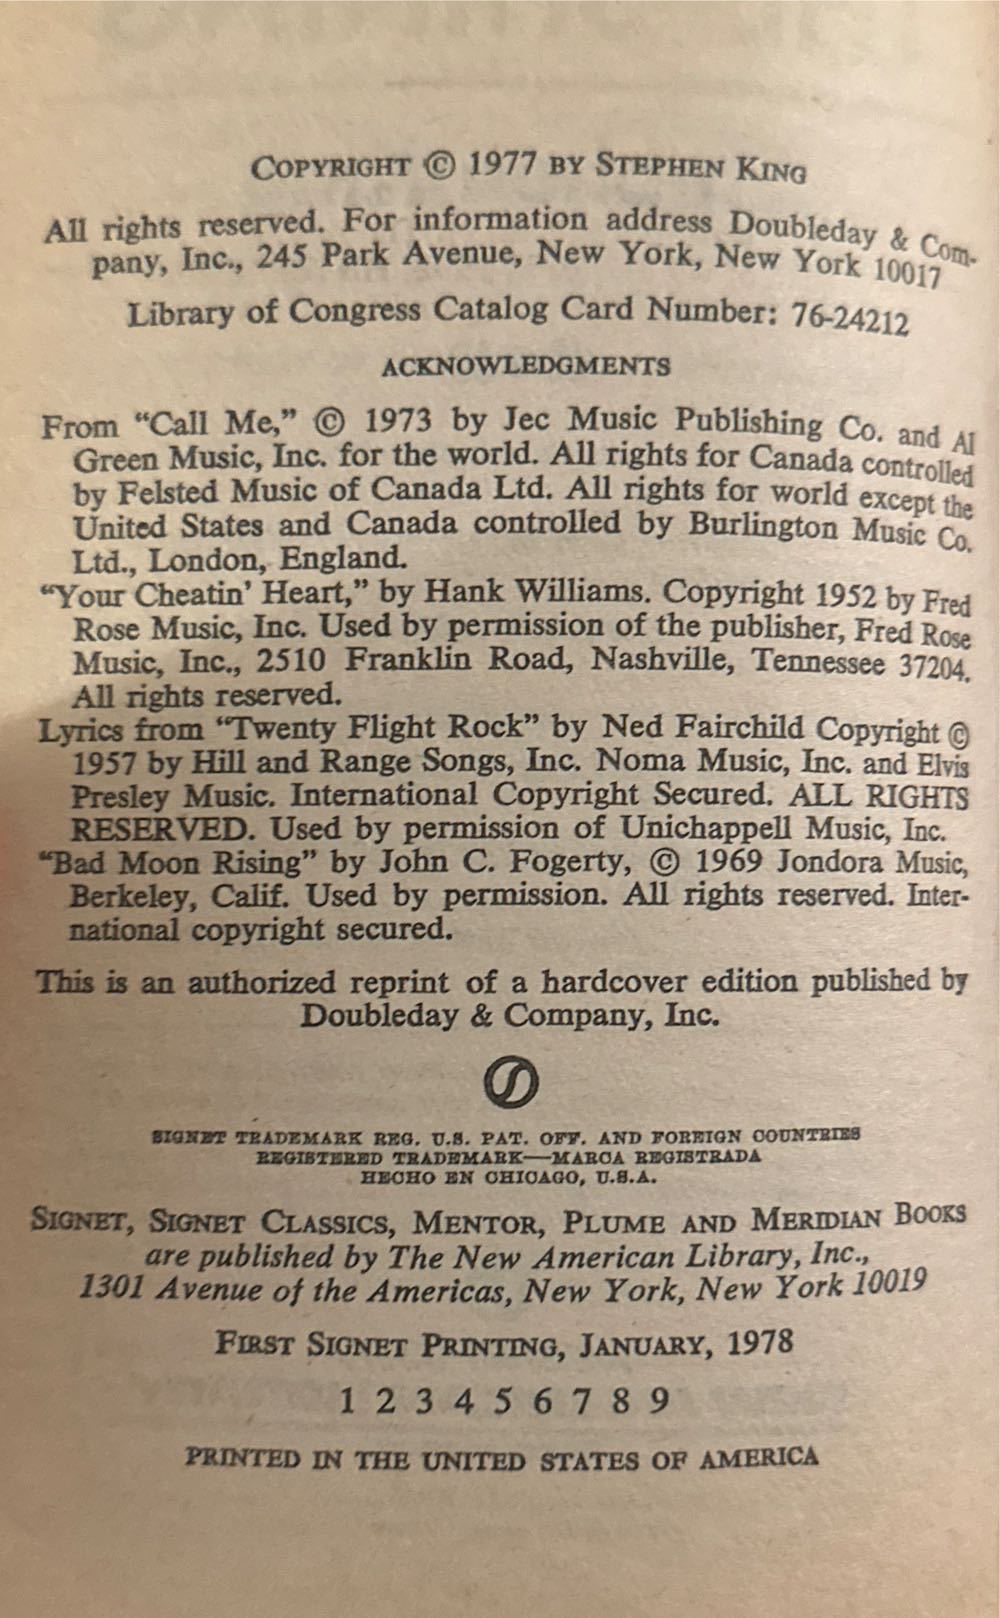 COPYRIGHT © 1977 BY STEPHEN KING
All rights reserved. For information address Doubleday & Com-
pany, Inc., 245 Park Avenue, New York, New York 10017
Library of Congress Catalog Card Number: 76-24212
ACKNOWLEDGMENTS
From “Call Me,” © 1973 by Jec Music Publishing Co. and Al
Green Music, Inc. for the world. All rights for Canada controlled
by Felsted Music of Canada Ltd. All rights for world except the
United States and Canada controlled by Burlington Music Co.
Ltd., London, England.
“Your Cheatin’ Heart,” by Hank Williams. Copyright 1952 by Fred
Rose Music, Inc. Used by permission of the publisher, Fred Rose
Music, Inc., 2510 Franklin Road, Nashville, Tennessee 37204.
All rights reserved.
Lyrics from “Twenty Flight Rock” by Ned Fairchild Copyright ©
1957 by Hill and Range Songs, Inc. Noma Music, Inc. and Elvis
Presley Music. International Copyright Secured. ALL RIGHTS
RESERVED. Used by permission of Unichappell Music, Inc.
“Bad Moon Rising” by John C. Fogerty, © 1969 Jondora Music,
Berkeley, Calif. Used by permission. All rights reserved. Inter-
national copyright secured.
This is an authorized reprint of a hardcover edition published by
Doubleday & Company, Inc.
SIGNET TRADEMARK REG. U.S. PAT. OFF. AND FOREIGN COUNTRIES
REGISTERED TRADEMARK—MARCA REGISTRADA
HECHO EN CHICAGO, U.S.A.
SIGNET, SIGNET CLASSICS, MENTOR, PLUME AND MERIDIAN BOOKS
are published by The New American Library, Inc.,
1301 Avenue of the Americas, New York, New York 10019
FIRST SIGNET PRINTING, JANUARY, 1978
1 2 3 4 5 6 7 8 9
PRINTED IN THE UNITED STATES OF AMERICA